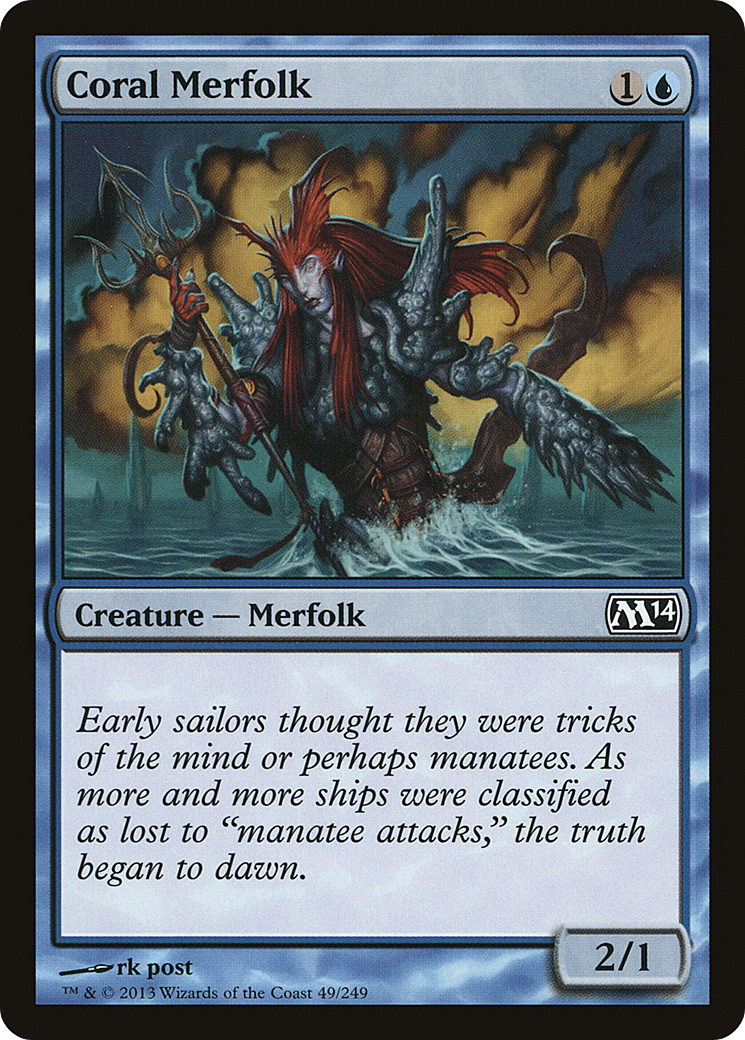 Coral Merfolk 1
Creature — Merfolk M14
Early sailors thought they were tricks
of the mind or perhaps manatees. As
more and more ships were classified
as lost to “manatee attacks,” the truth
began to dawn.
2/1
rk post
™ & © 2013 Wizards of the Coast 49/249